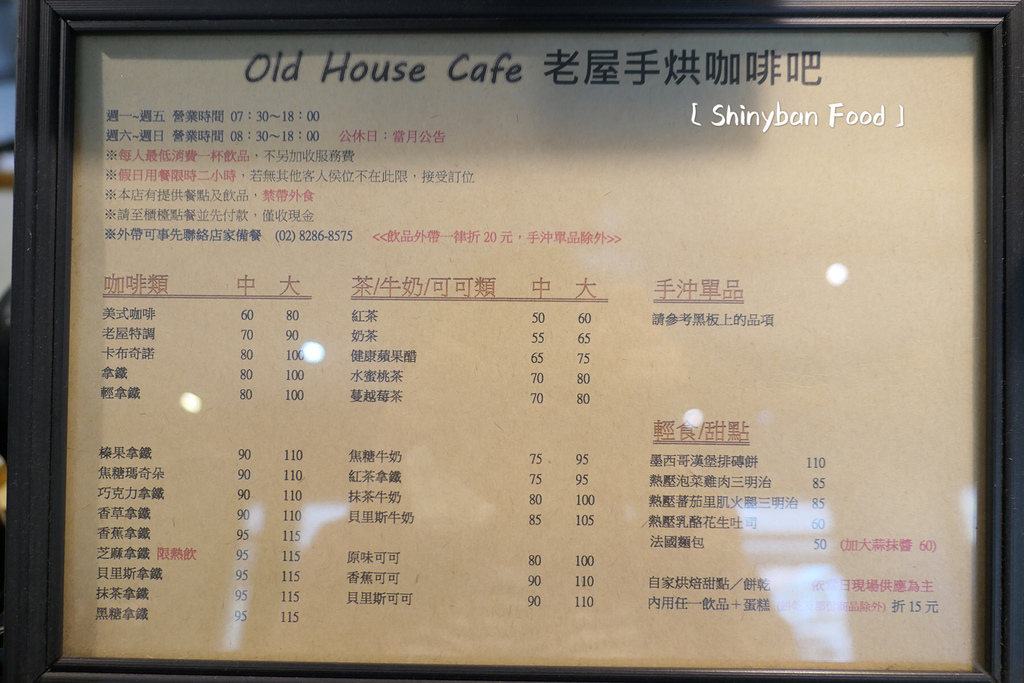 Old House Cafe 老屋手烘咖啡吧
[ Shinyban Food ]
週一~週五 營業時間 07：30～18：00
週六~週日 營業時間 08：30～18：00 公休日：當月公告
※每人最低消費一杯飲品，不另加收服務費
※假日用餐限時二小時，若無其他客人侯位不在此限，接受訂位
※本店有提供餐點及飲品，禁帶外食
※請至櫃檯點餐並先付款，僅收現金
※外帶可事先聯絡店家備餐 (02) 8286-8575 <<飲品外帶一律折 20 元，手沖單品除外>>
咖啡類 中 大
美式咖啡 60 80
老屋特調 70 90
卡布奇諾 80 100
拿鐵 80 100
輕拿鐵 80 100
榛果拿鐵 90 110
焦糖瑪奇朵 90 110
巧克力拿鐵 90 110
香草拿鐵 90 110
香蕉拿鐵 95 115
芝麻拿鐵 限熱飲 95 115
貝里斯拿鐵 95 115
抹茶拿鐵 95 115
黑糖拿鐵 95 115
茶/牛奶/可可類 中 大
紅茶 50 60
奶茶 55 65
健康蘋果醋 65 75
水蜜桃茶 70 80
蔓越莓茶 70 80
焦糖牛奶 75 95
紅茶拿鐵 75 95
抹茶牛奶 80 100
貝里斯牛奶 85 105
原味可可 80 100
香蕉可可 90 110
貝里斯可可 90 110
手沖單品
請參考黑板上的品項
輕食/甜點
墨西哥漢堡排磚餅 110
熱壓泡菜雞肉三明治 85
熱壓蕃茄里肌火腿三明治 85
熱壓乳酪花生吐司 60
法國麵包 50 (加大蒜抹醬 60)
自家烘焙甜點／餅乾 依當日現場供應為主
內用任一飲品＋蛋糕 品除外) 折 15 元